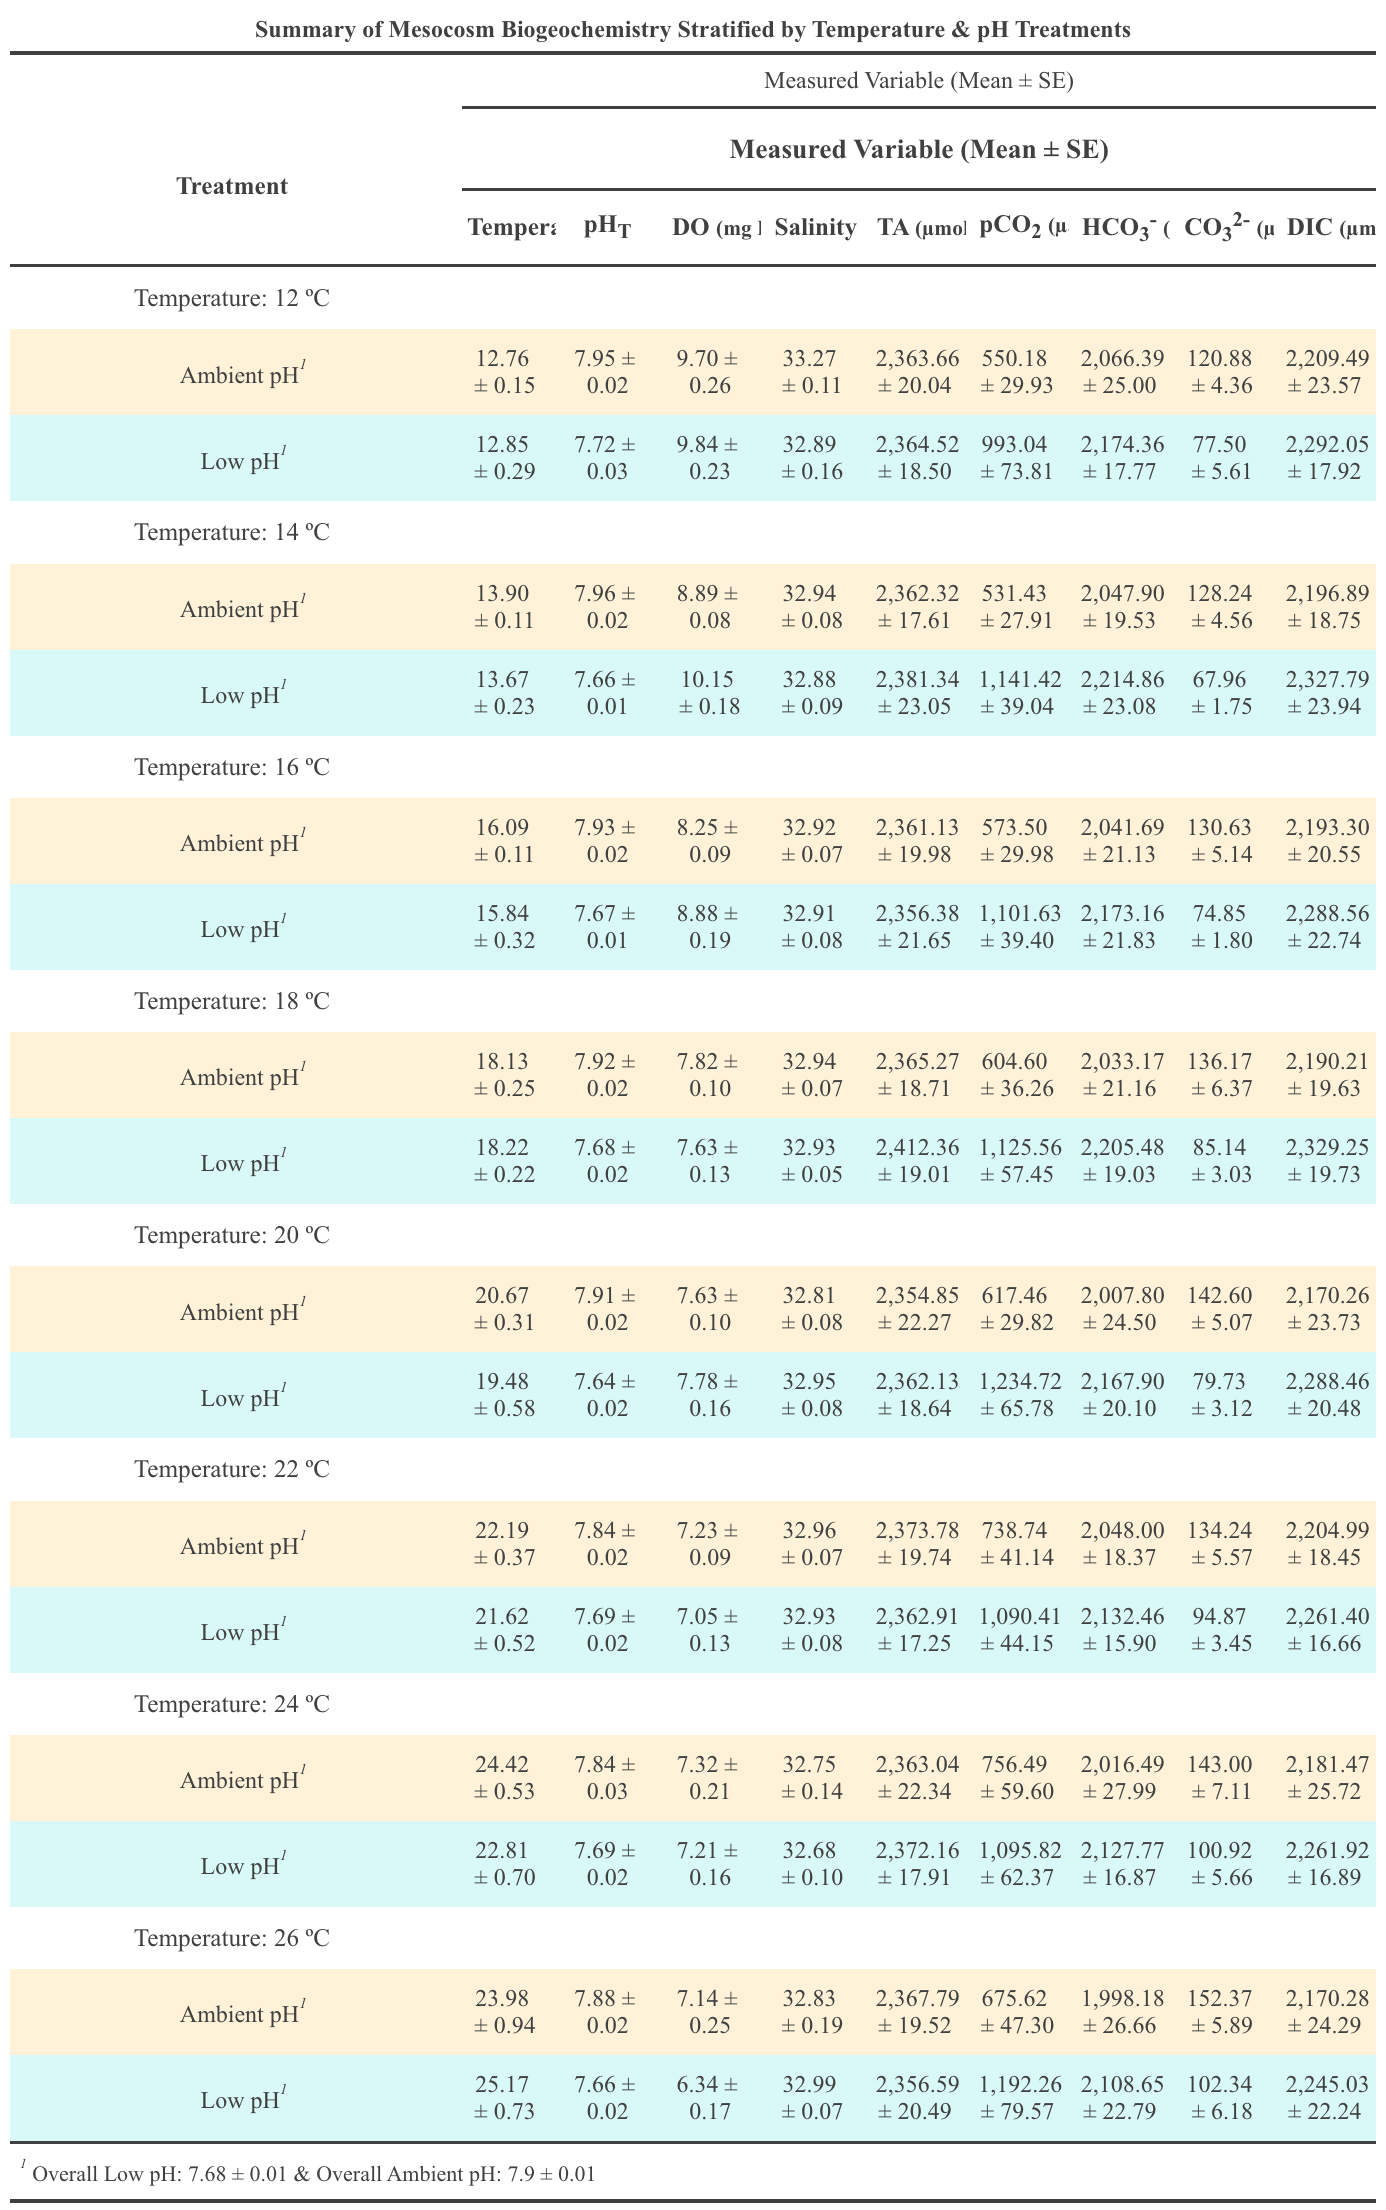 Summary of Mesocosm Biogeochemistry Stratified by Temperature & pH Treatments
Measured Variable (Mean ± SE)
Measured Variable (Mean ± SE)
Treatment
Tempera pHT DO (mg l Salinity TA (µmol pCO2 (µ HCO3- ( CO32- (µ DIC (µm
Temperature: 12 ºC
Ambient pH1
12.76 7.95 ± 9.70 ± 33.27 2,363.66 550.18 2,066.39 120.88 2,209.49
± 0.15 0.02 0.26 ± 0.11 ± 20.04 ± 29.93 ± 25.00 ± 4.36 ± 23.57
Low pH1
12.85 7.72 ± 9.84 ± 32.89 2,364.52 993.04 2,174.36 77.50 2,292.05
± 0.29 0.03 0.23 ± 0.16 ± 18.50 ± 73.81 ± 17.77 ± 5.61 ± 17.92
Temperature: 14 ºC
Ambient pH1
13.90 7.96 ± 8.89 ± 32.94 2,362.32 531.43 2,047.90 128.24 2,196.89
± 0.11 0.02 0.08 ± 0.08 ± 17.61 ± 27.91 ± 19.53 ± 4.56 ± 18.75
Low pH1
13.67 7.66 ± 10.15 32.88 2,381.34 1,141.42 2,214.86 67.96 2,327.79
± 0.23 0.01 ± 0.18 ± 0.09 ± 23.05 ± 39.04 ± 23.08 ± 1.75 ± 23.94
Temperature: 16 ºC
Ambient pH1
16.09 7.93 ± 8.25 ± 32.92 2,361.13 573.50 2,041.69 130.63 2,193.30
± 0.11 0.02 0.09 ± 0.07 ± 19.98 ± 29.98 ± 21.13 ± 5.14 ± 20.55
Low pH1
15.84 7.67 ± 8.88 ± 32.91 2,356.38 1,101.63 2,173.16 74.85 2,288.56
± 0.32 0.01 0.19 ± 0.08 ± 21.65 ± 39.40 ± 21.83 ± 1.80 ± 22.74
Temperature: 18 ºC
Ambient pH1
18.13 7.92 ± 7.82 ± 32.94 2,365.27 604.60 2,033.17 136.17 2,190.21
± 0.25 0.02 0.10 ± 0.07 ± 18.71 ± 36.26 ± 21.16 ± 6.37 ± 19.63
Low pH1
18.22 7.68 ± 7.63 ± 32.93 2,412.36 1,125.56 2,205.48 85.14 2,329.25
± 0.22 0.02 0.13 ± 0.05 ± 19.01 ± 57.45 ± 19.03 ± 3.03 ± 19.73
Temperature: 20 ºC
Ambient pH1
20.67 7.91 ± 7.63 ± 32.81 2,354.85 617.46 2,007.80 142.60 2,170.26
± 0.31 0.02 0.10 ± 0.08 ± 22.27 ± 29.82 ± 24.50 ± 5.07 ± 23.73
Low pH1
19.48 7.64 ± 7.78 ± 32.95 2,362.13 1,234.72 2,167.90 79.73 2,288.46
± 0.58 0.02 0.16 ± 0.08 ± 18.64 ± 65.78 ± 20.10 ± 3.12 ± 20.48
Temperature: 22 ºC
Ambient pH1
22.19 7.84 ± 7.23 ± 32.96 2,373.78 738.74 2,048.00 134.24 2,204.99
± 0.37 0.02 0.09 ± 0.07 ± 19.74 ± 41.14 ± 18.37 ± 5.57 ± 18.45
Low pH1
21.62 7.69 ± 7.05 ± 32.93 2,362.91 1,090.41 2,132.46 94.87 2,261.40
± 0.52 0.02 0.13 ± 0.08 ± 17.25 ± 44.15 ± 15.90 ± 3.45 ± 16.66
Temperature: 24 ºC
Ambient pH1
24.42 7.84 ± 7.32 ± 32.75 2,363.04 756.49 2,016.49 143.00 2,181.47
± 0.53 0.03 0.21 ± 0.14 ± 22.34 ± 59.60 ± 27.99 ± 7.11 ± 25.72
Low pH1
22.81 7.69 ± 7.21 ± 32.68 2,372.16 1,095.82 2,127.77 100.92 2,261.92
± 0.70 0.02 0.16 ± 0.10 ± 17.91 ± 62.37 ± 16.87 ± 5.66 ± 16.89
Temperature: 26 ºC
Ambient pH1
23.98 7.88 ± 7.14 ± 32.83 2,367.79 675.62 1,998.18 152.37 2,170.28
± 0.94 0.02 0.25 ± 0.19 ± 19.52 ± 47.30 ± 26.66 ± 5.89 ± 24.29
Low pH1
25.17 7.66 ± 6.34 ± 32.99 2,356.59 1,192.26 2,108.65 102.34 2,245.03
± 0.73 0.02 0.17 ± 0.07 ± 20.49 ± 79.57 ± 22.79 ± 6.18 ± 22.24
1 Overall Low pH: 7.68 ± 0.01 & Overall Ambient pH: 7.9 ± 0.01